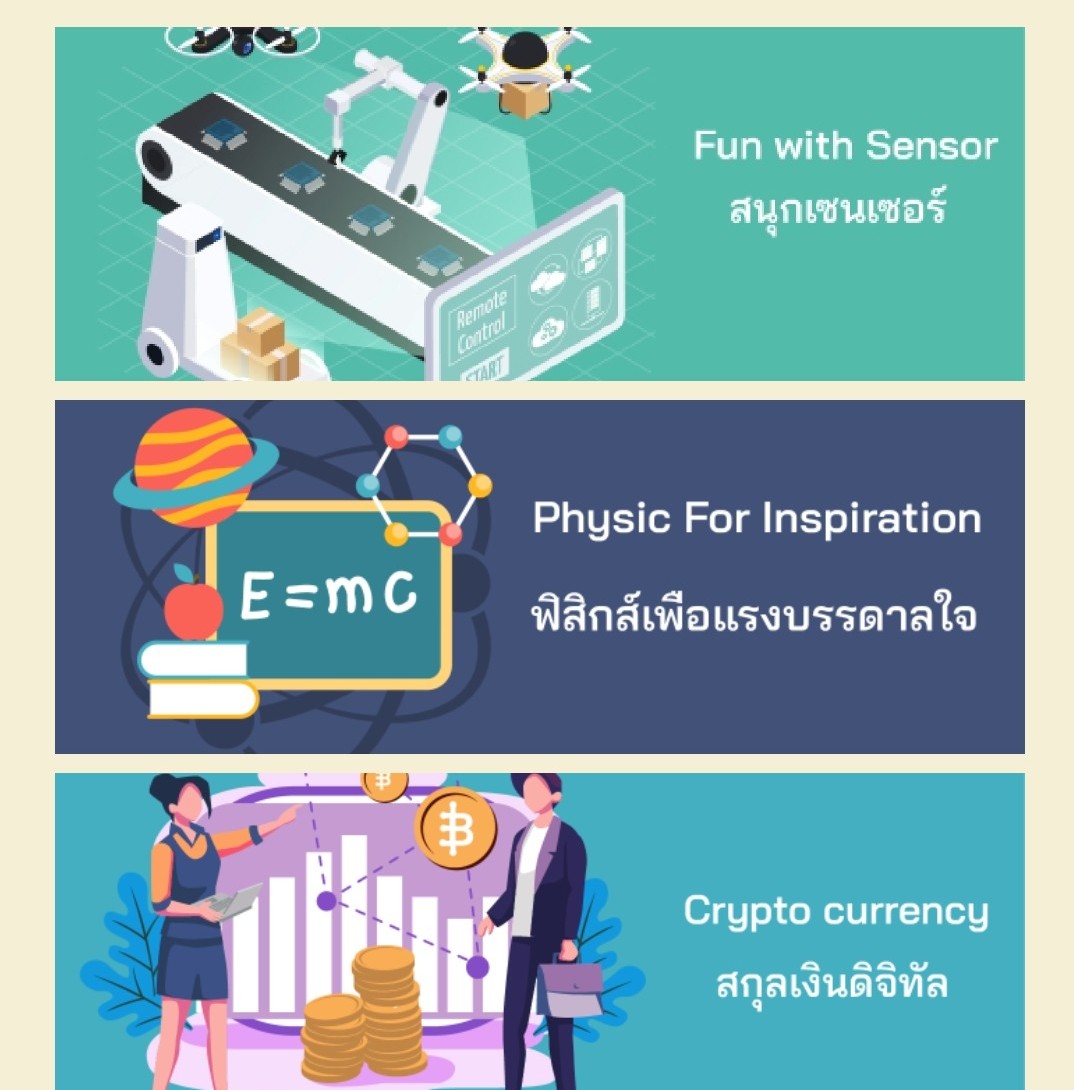 Fun with Sensor
สนุกเซนเซอร์
Remote
Control
START
Physic For Inspiration
E=mc
ฟิสิกส์เพื่อแรงบรรดาลใจ
Crypto currency
สกุลเงินดิจิทัล